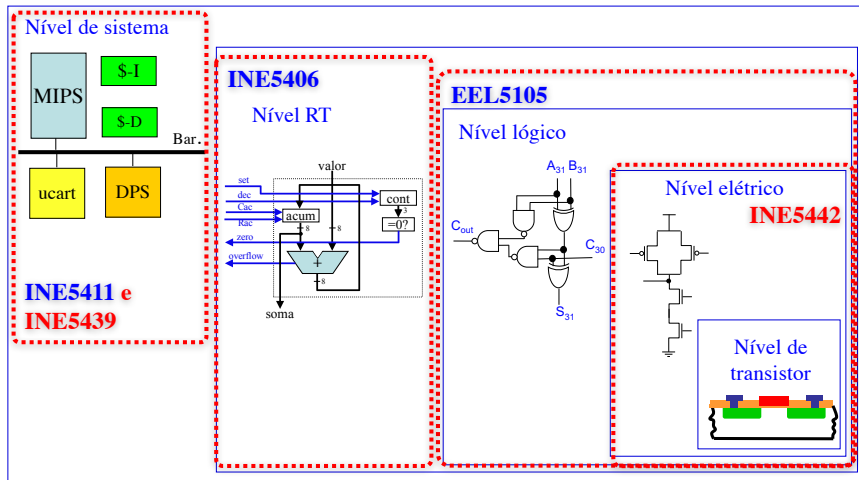 Nível de sistema
MIPS
$-I
$-D
Bar.
ucart
DPS
INE5411 e
INE5439
INE5406
Nível RT
valor
set
dec
Cac
Rac
zero
overflow
acum
cont
3
=0?
8
8
+
8
soma
EEL5105
Nível lógico
A31 B31
Cout
C30
S31
Nível elétrico
INE5442
Nível de
transistor